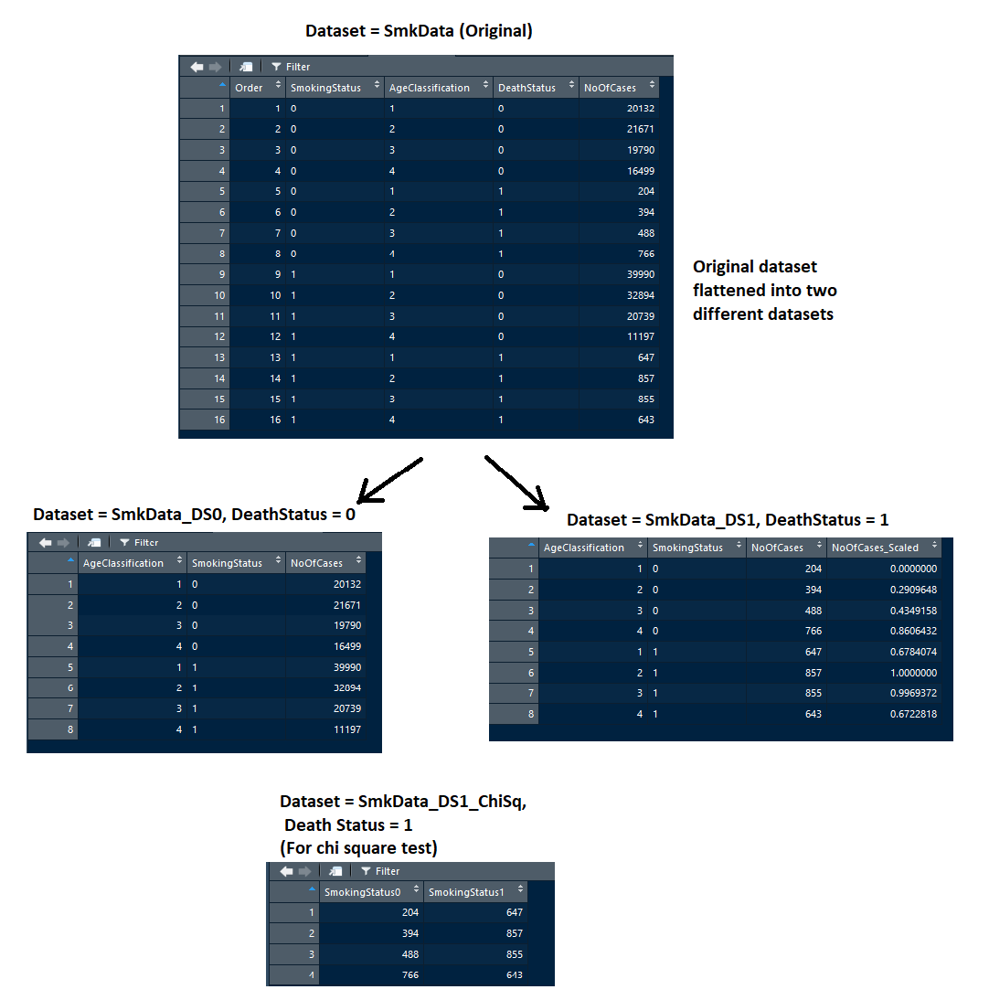 Dataset = SmkData (Original)
Filter
Order SmokingStatus AgeClassification DeathStatus NoOfCases
1 1 0 1 0 20132
2 2 0 2 0 21671
3 3 0 3 0 19790
4 4 0 4 0 16499
5 5 0 1 1 204
6 6 0 2 1 394
7 7 0 3 1 488
8 8 0 4 1 766
9 9 1 1 0 39990
10 10 1 2 0 32894
11 11 1 3 0 20739
12 12 1 4 0 11197
13 13 1 1 1 647
14 14 1 2 1 857
15 15 1 3 1 855
16 16 1 4 1 643
Original dataset
flattened into two
different datasets
Dataset = SmkData_DS0, DeathStatus = 0
Filter
AgeClassification SmokingStatus NoOfCases
1 1 0 20132
2 2 0 21671
3 3 0 19790
4 4 0 16499
5 1 1 39990
6 2 1 32894
7 3 1 20739
8 4 1 11197
Dataset = SmkData_DS1, DeathStatus = 1
AgeClassification SmokingStatus NoOfCases NoOfCases_Scaled
1 1 0 204 0.0000000
2 2 0 394 0.2909648
3 3 0 488 0.4349158
4 4 0 766 0.8606432
5 1 1 647 0.6784074
6 2 1 857 1.0000000
7 3 1 855 0.9969372
8 4 1 643 0.6722818
Dataset = SmkData_DS1_ChiSq,
Death Status = 1
(For chi square test)
Filter
SmokingStatus0 SmokingStatus1
1 204 647
2 394 857
3 488 855
4 766 643